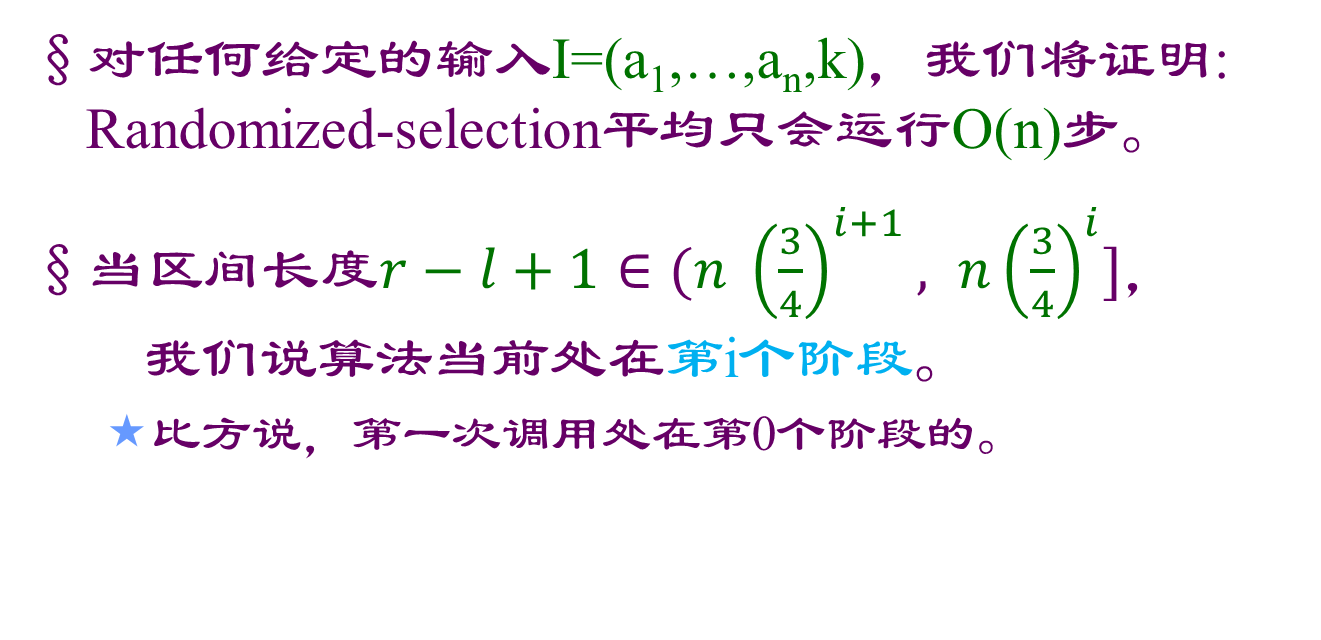 § 对任何给定的输入I=(a₁,…,aₙ,k)，我们将证明:
Randomized-selection平均只会运行O(n)步。
§ 当区间长度r − l + 1 ∈ (n (3/4)^{i+1}, n(3/4)^i]，
我们说算法当前处在第i个阶段。
★比方说，第一次调用处在第0个阶段的。